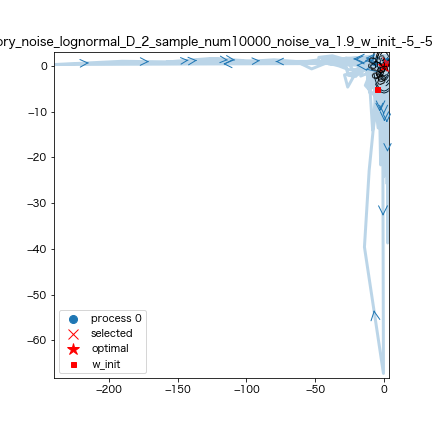 ory_noise_lognormal_D_2_sample_num10000_noise_va_1.9_w_init_-5_-5
0
−10
−20
−30
−40
−50
−60
−200
−150
−100
−50
0
process 0
selected
optimal
w_init